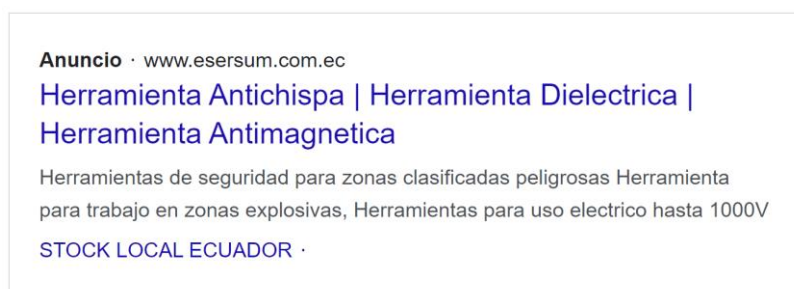 Anuncio · www.esersum.com.ec
Herramienta Antichispa | Herramienta Dielectrica |
Herramienta Antimagnetica
Herramientas de seguridad para zonas clasificadas peligrosas Herramienta
para trabajo en zonas explosivas, Herramientas para uso electrico hasta 1000V
STOCK LOCAL ECUADOR ·